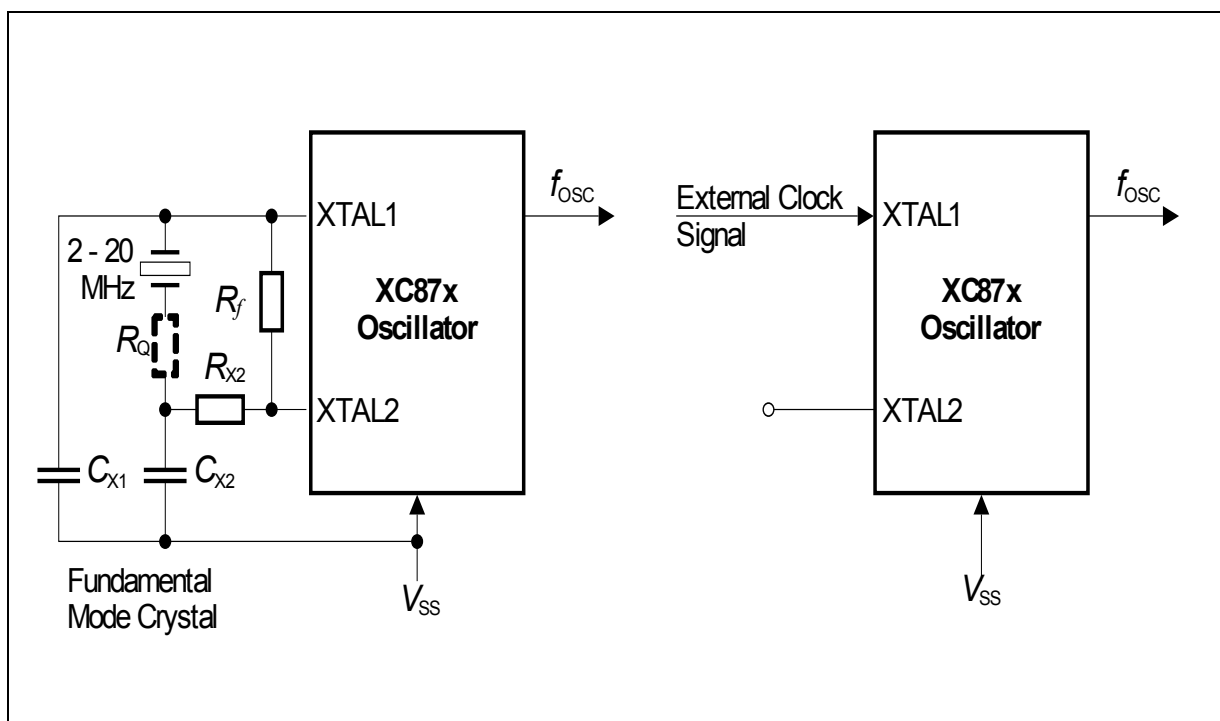 XTAL1
f_OSC
2 - 20
MHz
R_f
XC87x
Oscillator
R_Q
R_X2
XTAL2
C_X1
C_X2
Fundamental
Mode Crystal
V_SS
External Clock
Signal
XTAL1
f_OSC
XC87x
Oscillator
XTAL2
V_SS